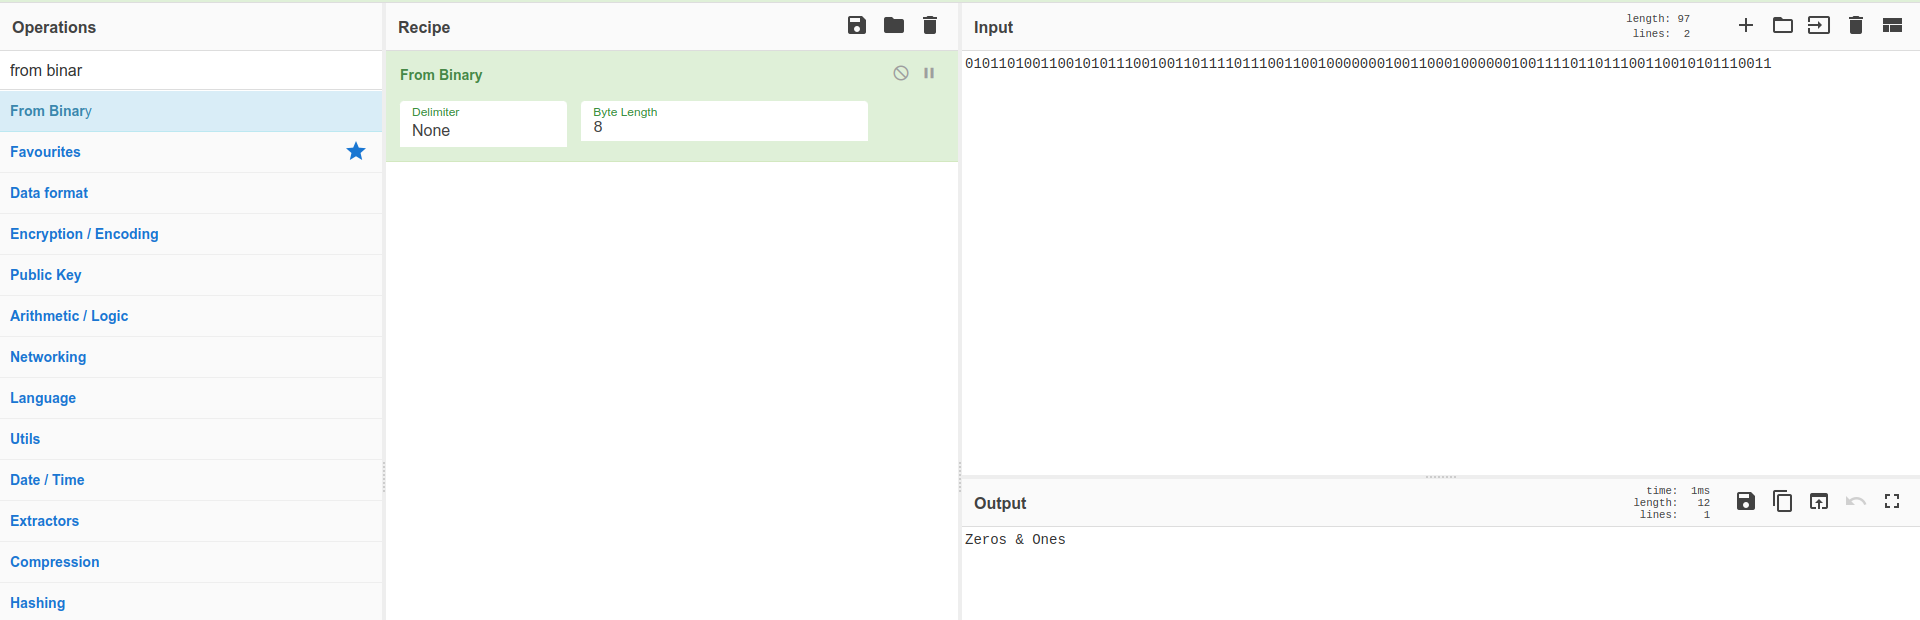 Operations
from binar
From Binary
Favourites
Data format
Encryption / Encoding
Public Key
Arithmetic / Logic
Networking
Language
Utils
Date / Time
Extractors
Compression
Hashing
Recipe
From Binary
Delimiter
None
Byte Length
8
Input
length: 97
lines: 2
010110100110010101110010011011110111001100100000001001100010000001001111011011100110010101110011
Output
time: 1ms
length: 12
lines: 1
Zeros & Ones